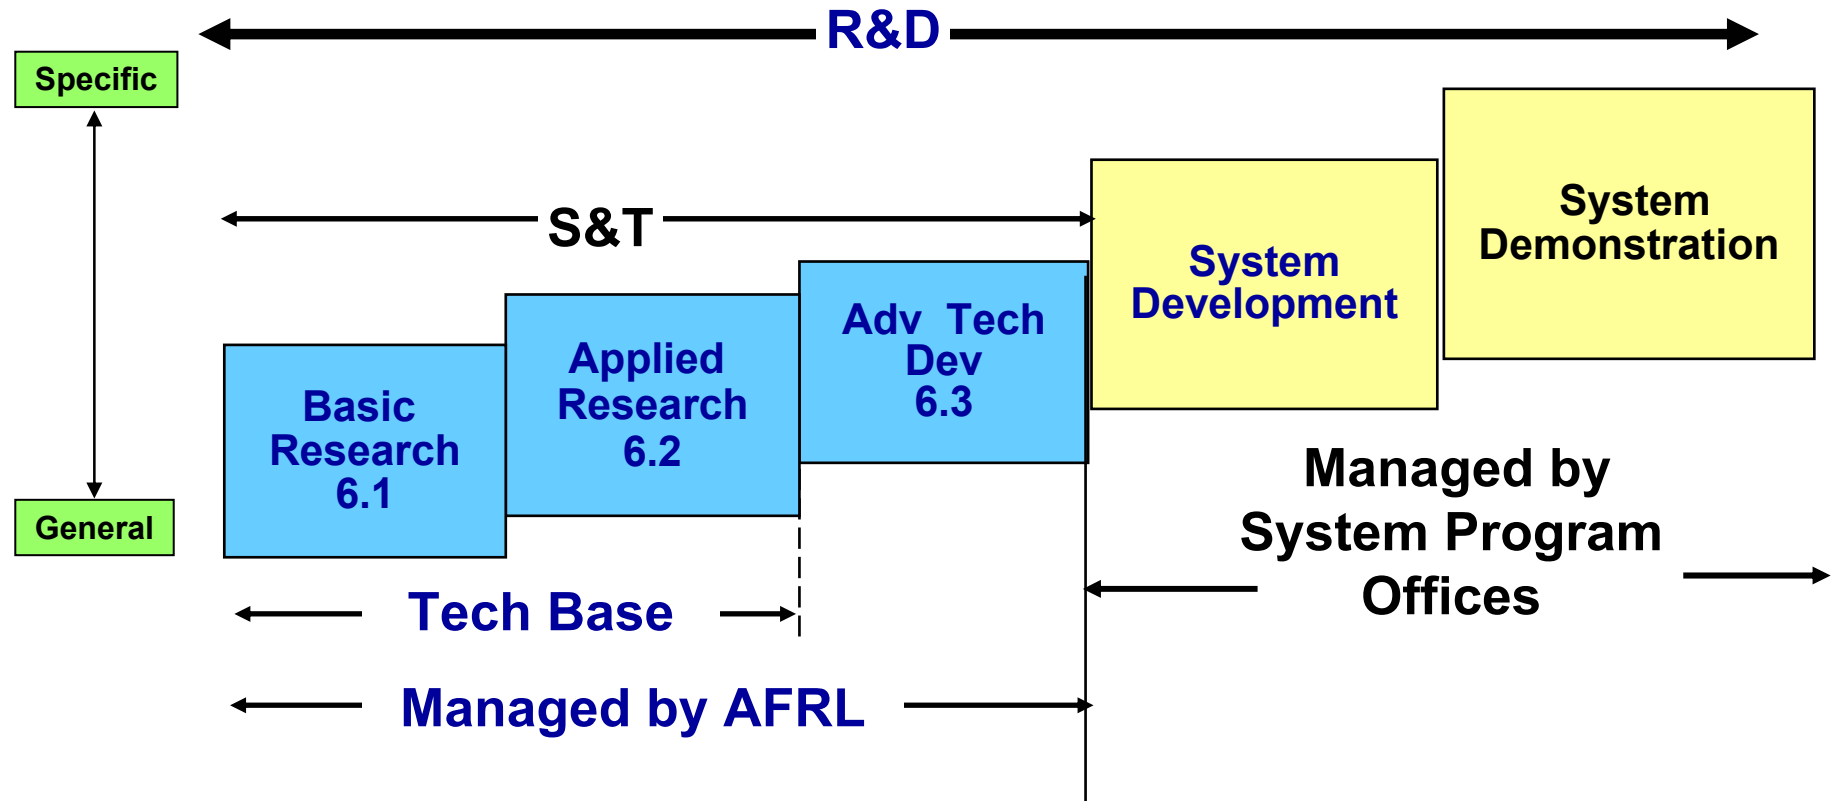 R&D
Specific
System
Demonstration
S&T
System
Development
Adv Tech
Dev
6.3
Applied
Research
6.2
Basic
Research
6.1
General
Managed by
System Program
Offices
Tech Base
Managed by AFRL